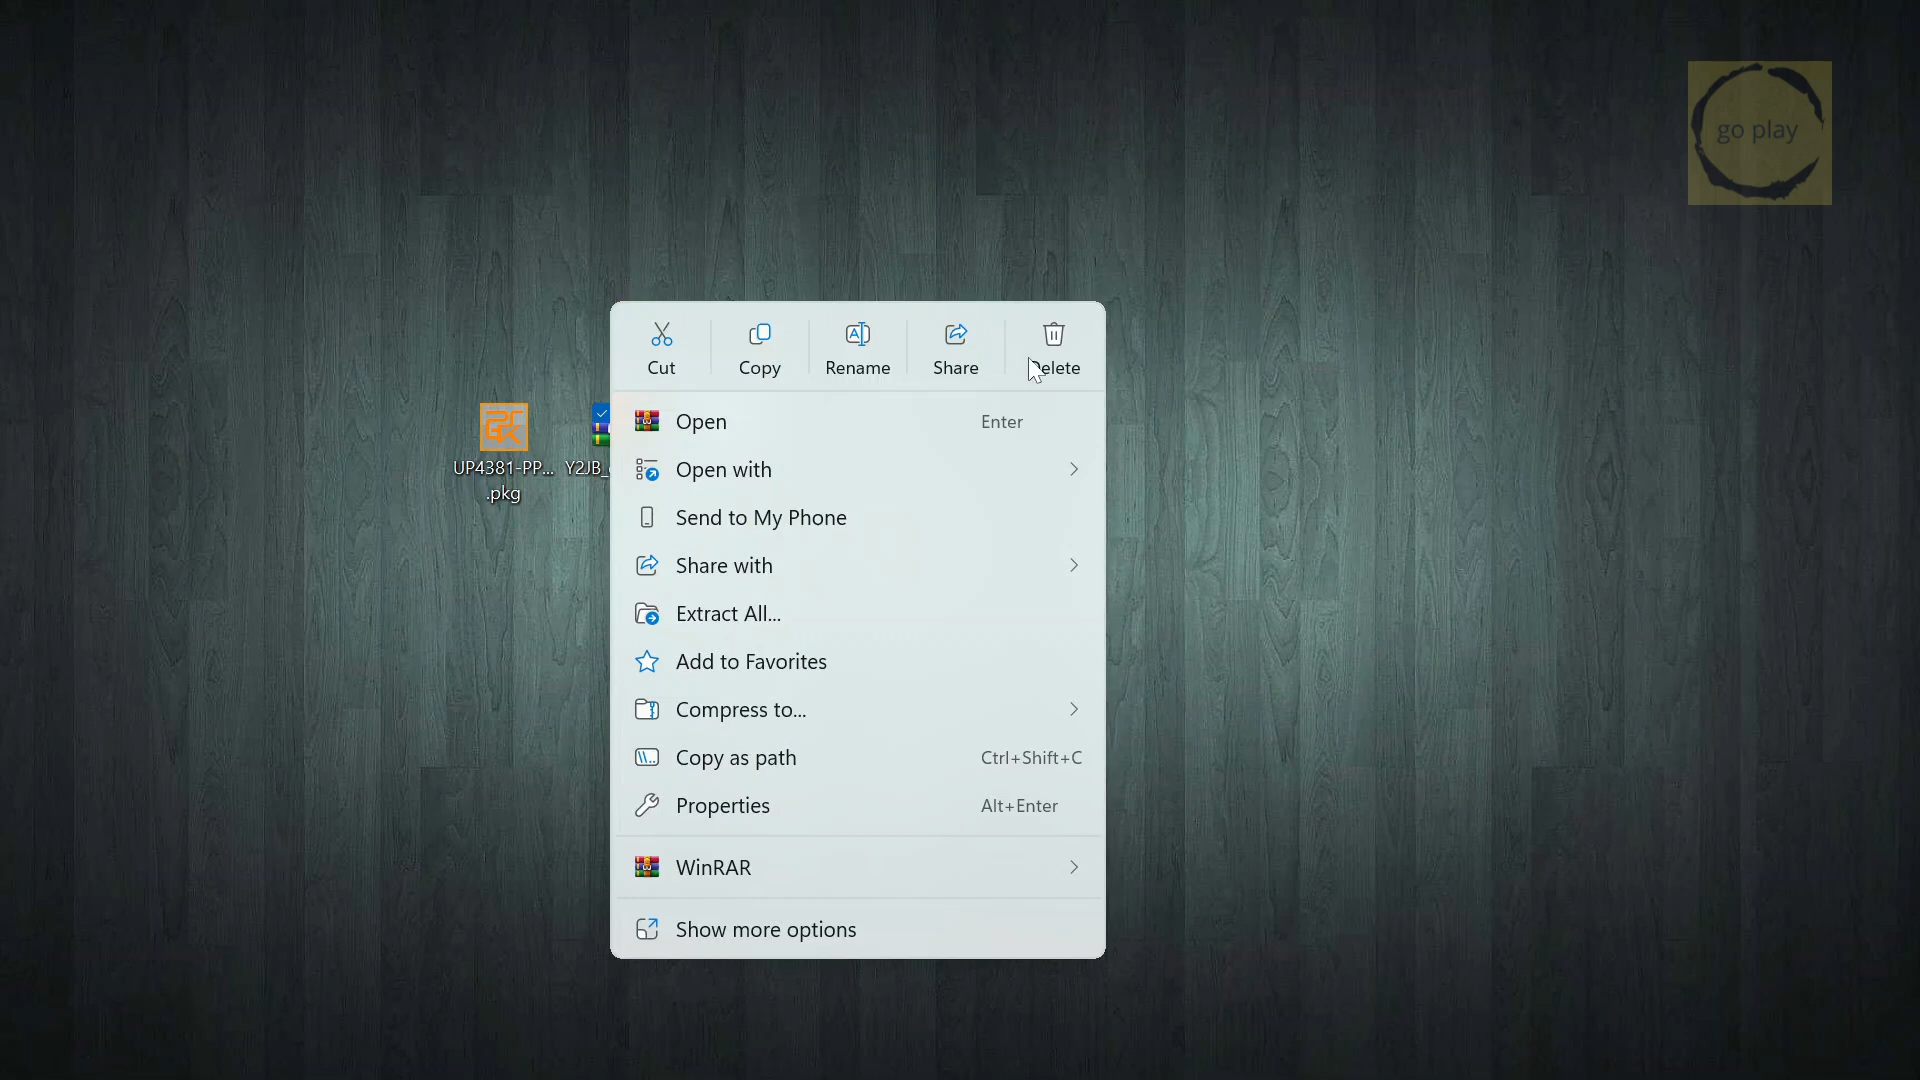 go play
Cut
Copy
Rename
Share
Delete
Open Enter
Open with
Send to My Phone
Share with
Extract All...
Add to Favorites
Compress to...
Copy as path Ctrl+Shift+C
Properties Alt+Enter
WinRAR
Show more options
UP4381-PP...
.pkg
Y2JB_